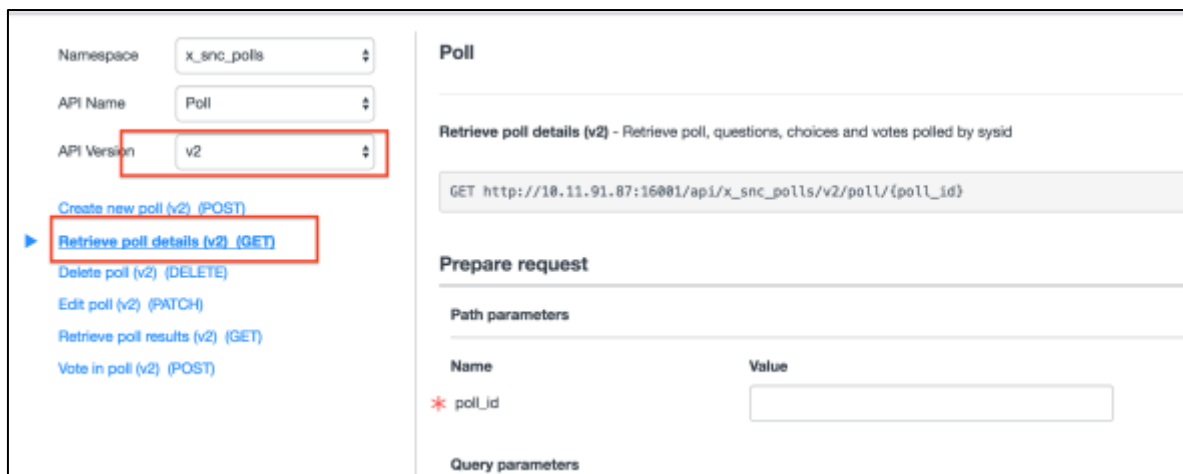 Namespace x_snc_polls
API Name Poll
API Version v2
Create new poll (v2) (POST)
Retrieve poll details (v2) (GET)
Delete poll (v2) (DELETE)
Edit poll (v2) (PATCH)
Retrieve poll results (v2) (GET)
Vote in poll (v2) (POST)
Poll
Retrieve poll details (v2) - Retrieve poll, questions, choices and votes polled by sysid
GET http://10.11.91.87:16001/api/x_snc_polls/v2/poll/{poll_id}
Prepare request
Path parameters
Name Value
* poll_id
Query parameters